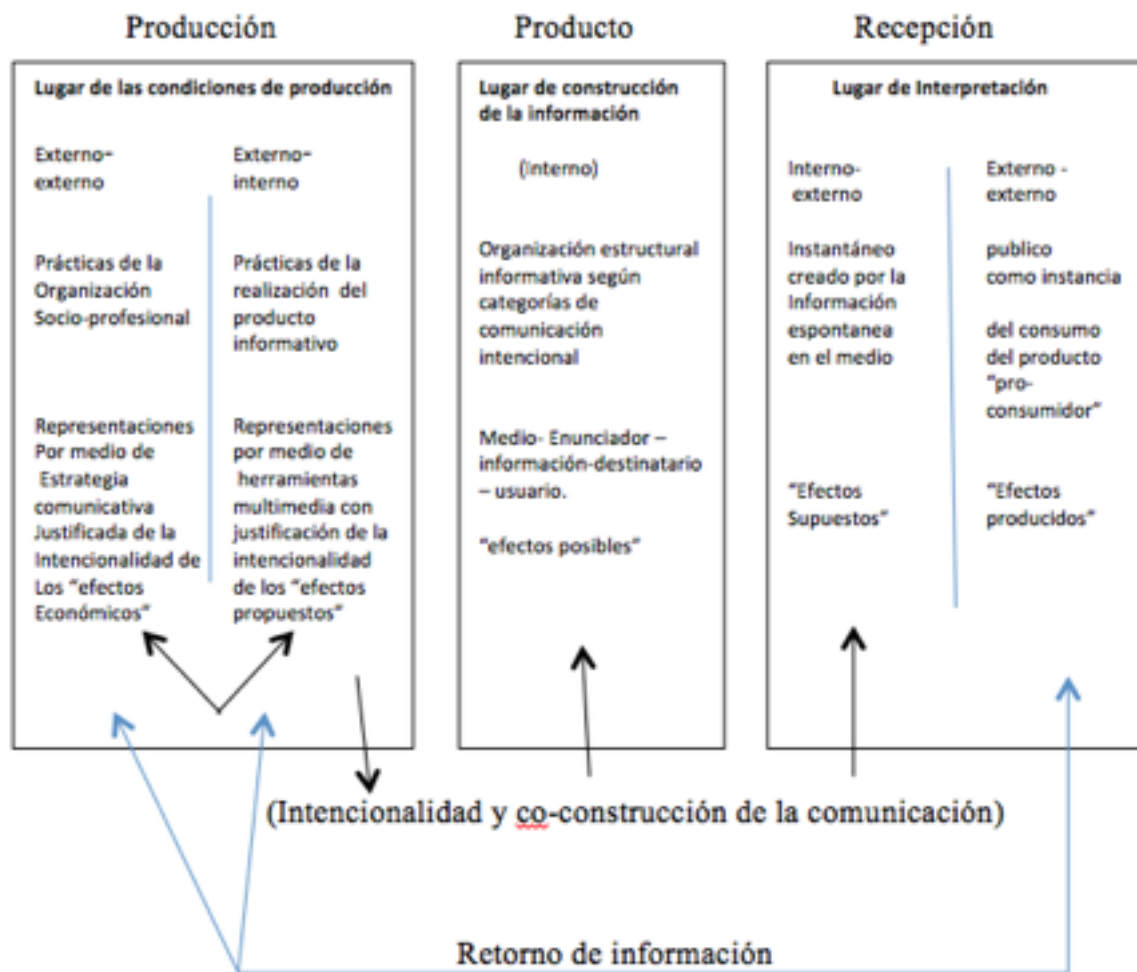 Producción
Producto
Recepción
Lugar de las condiciones de producción
Externo-
externo
Prácticas de la
Organización
Socio-profesional
Representaciones
Por medio de
Estrategia
comunicativa
Justificada de la
Intencionalidad de
Los "efectos
Económicos"
Externo-
interno
Prácticas de la
realización del
producto
informativo
Representaciones
por medio de
herramientas
multimedia con
justificación de la
intencionalidad
de los "efectos
propuestos"
Lugar de construcción
de la información
(Interno)
Organización estructural
informativa según
categorías de
comunicación
intencional
Medio- Enunciador –
información-destinatario
– usuario.
"efectos posibles"
Lugar de Interpretación
Interno-
externo
Instantáneo
creado por la
Información
espontanea
en el medio
"Efectos
Supuestos"
Externo -
externo
publico
como instancia
del consumo
del producto
"pro-
consumidor"
"Efectos
producidos"
(Intencionalidad y co-construcción de la comunicación)
Retorno de información